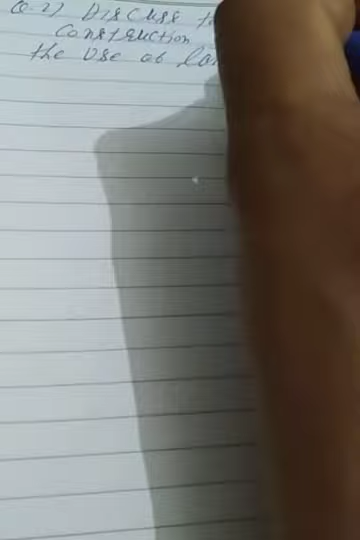 Q.2) Discuss
construction
the use of